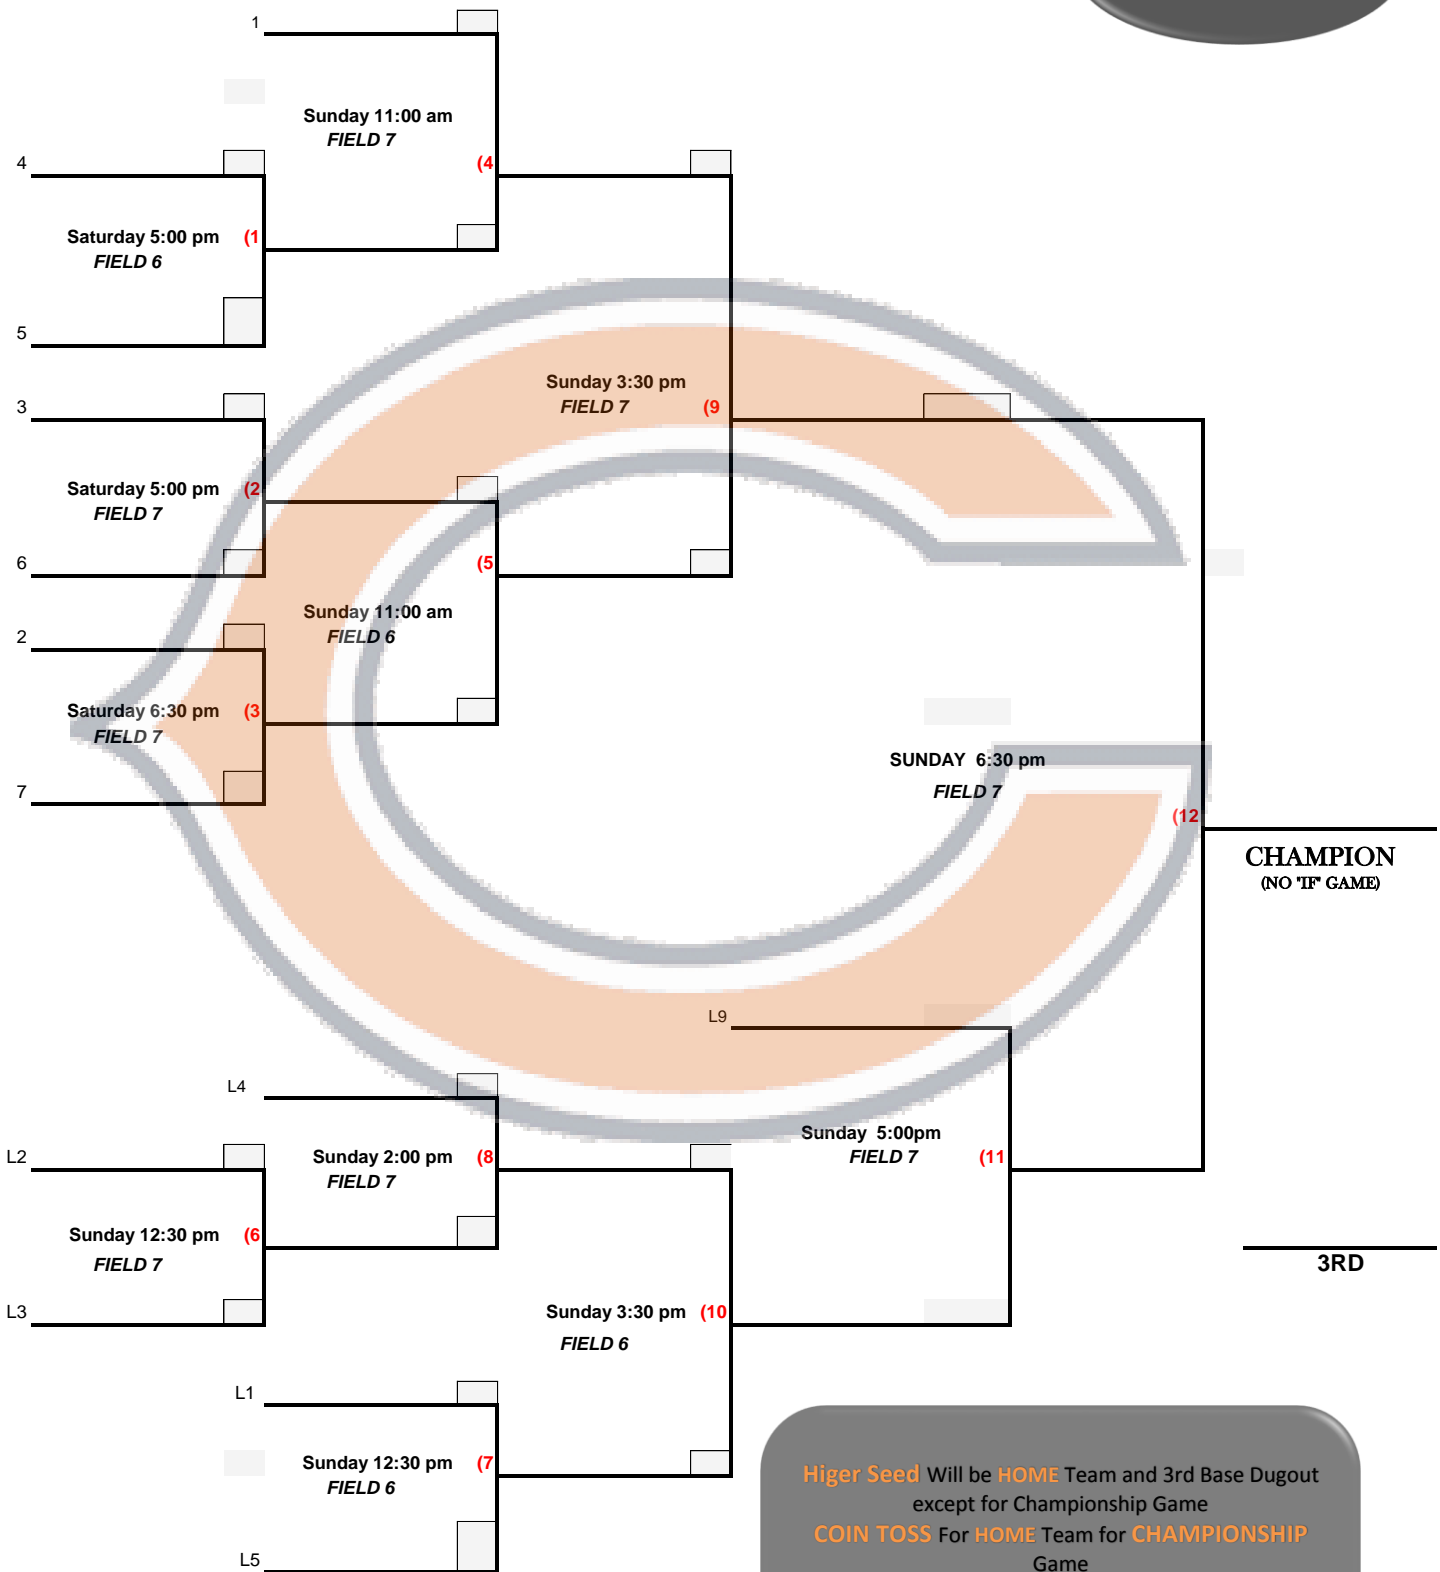 1
Sunday 11:00 am
FIELD 7
4
(4
Saturday 5:00 pm (1
FIELD 6
5
3
Sunday 3:30 pm
FIELD 7 (9
Saturday 5:00 pm (2
FIELD 7
6
(5
Sunday 11:00 am
FIELD 6
2
Saturday 6:30 pm (3
FIELD 7
7
SUNDAY 6:30 pm
FIELD 7
(12
CHAMPION
(NO "IF" GAME)
L9
L4
Sunday 5:00pm
FIELD 7 (11
L2
Sunday 2:00 pm (8
FIELD 7
Sunday 12:30 pm (6
FIELD 7
3RD
L3
Sunday 3:30 pm (10
FIELD 6
L1
Sunday 12:30 pm (7
FIELD 6
L5
Higer Seed Will be HOME Team and 3rd Base Dugout
except for Championship Game
COIN TOSS For HOME Team for CHAMPIONSHIP
Game